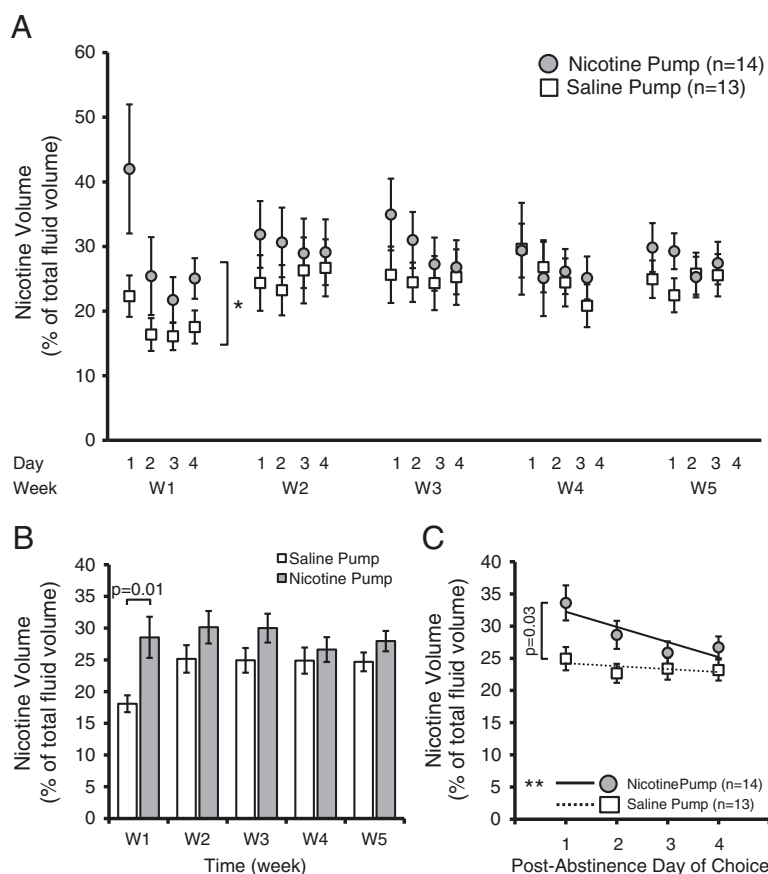 A
Nicotine Volume
(% of total fluid volume)
60
50
40
30
20
10
0
Nicotine Pump (n=14)
Saline Pump (n=13)
*
Day 1 2 3 4 1 2 3 4 1 2 3 4 1 2 3 4 1 2 3 4
Week W1 W2 W3 W4 W5
B
Nicotine Volume
(% of total fluid volume)
40
35
30
25
20
15
10
5
0
p=0.01
Saline Pump
Nicotine Pump
W1 W2 W3 W4 W5
Time (week)
C
Nicotine Volume
(% of total fluid volume)
40
35
30
25
20
15
10
5
0
p=0.03
** NicotinePump (n=14)
Saline Pump (n=13)
1 2 3 4
Post-Abstinence Day of Choice